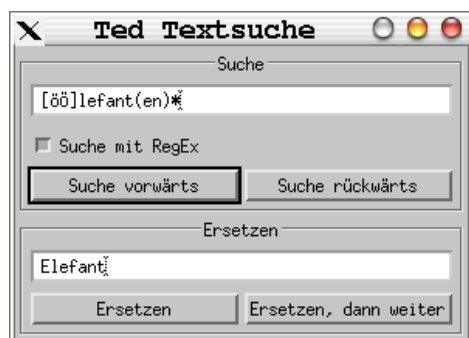 Ted Textsuche
Suche
[öö]lefant(en)*
Suche mit RegEx
Suche vorwärts Suche rückwärts
Ersetzen
Elefant
Ersetzen Ersetzen, dann weiter